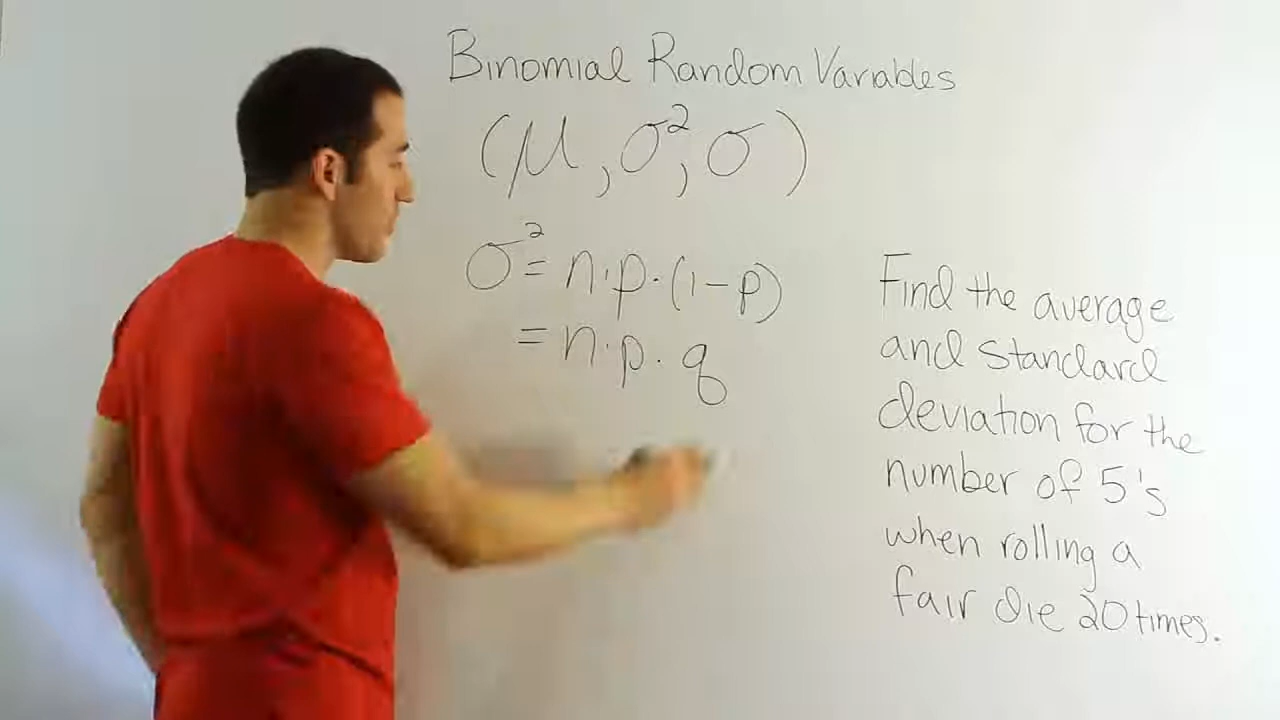 Binomial Random Variables
(μ, σ², σ)
σ² = n·p·(1-p)
= n·p·q
Find the average
and standard
deviation for the
number of 5's
when rolling a
fair die 20 times.